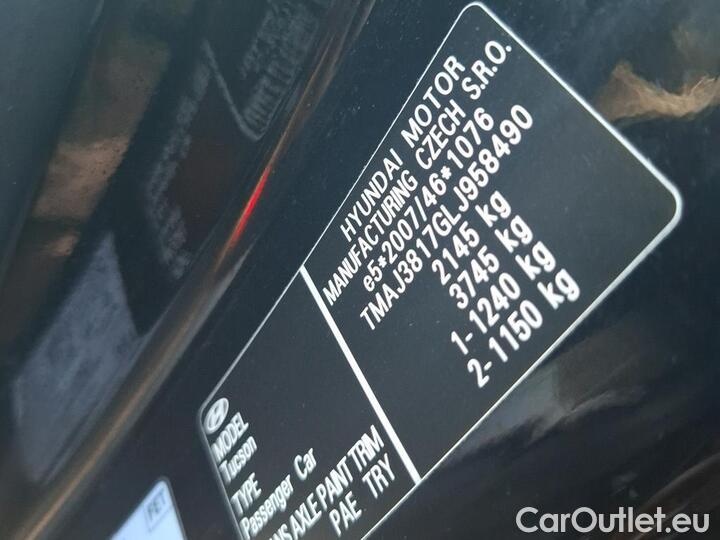 HYUNDAI MOTOR
MANUFACTURING CZECH S.R.O.
e5*2007/46*1076
TMAJ3817GLJ958490
2145 kg
3745 kg
1-1240 kg
2-1150 kg
MODEL
Tucson
TYPE
Passenger Car
AXLE PAINT TRIM
PAE TRY
FET
CarOutlet.eu